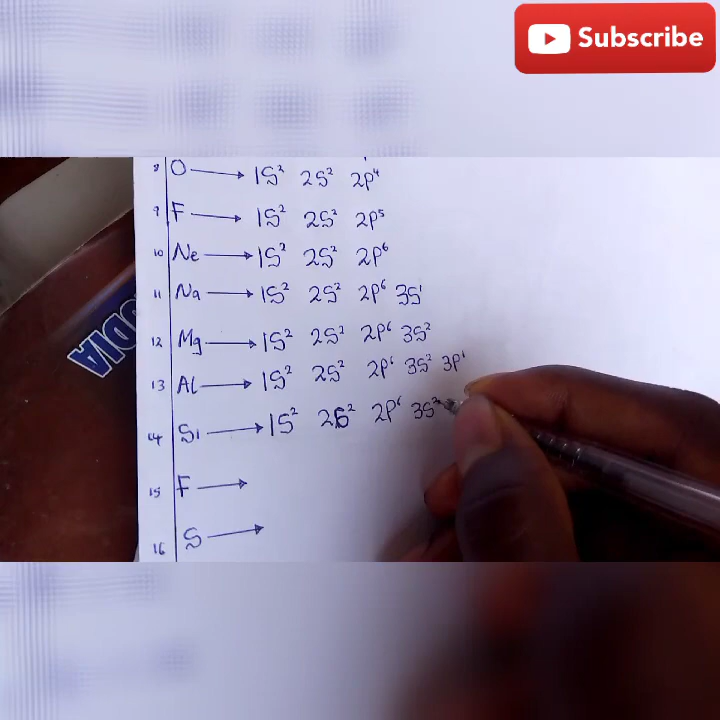 Subscribe
8 O → 1S² 2S² 2P⁴
9 F → 1S² 2S² 2P⁵
10 Ne → 1S² 2S² 2P⁶
11 Na → 1S² 2S² 2P⁶ 3S¹
12 Mg → 1S² 2S² 2P⁶ 3S²
13 Al → 1S² 2S² 2P⁶ 3S² 3P¹
14 Si → 1S² 2S² 2P⁶ 3S²
15 F →
16 S →